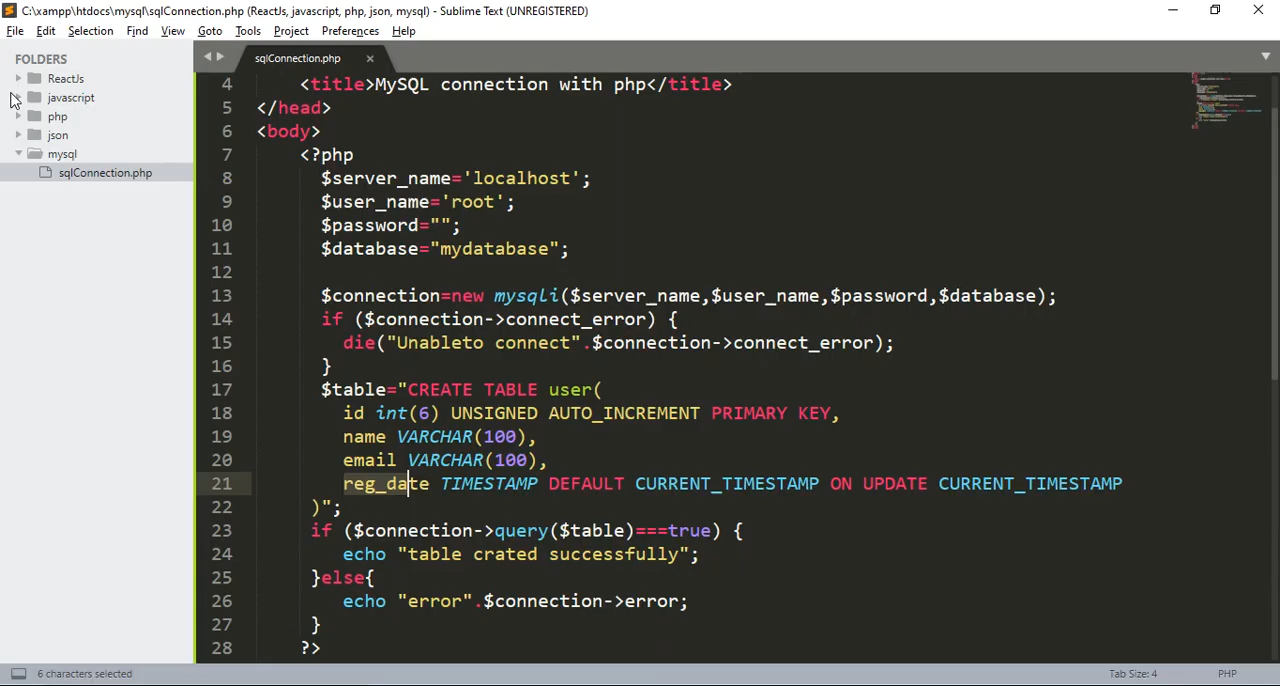 C:\xampp\htdocs\mysql\sqlConnection.php (ReactJs, javascript, php, json, mysql) - Sublime Text (UNREGISTERED)
File Edit Selection Find View Goto Tools Project Preferences Help
FOLDERS
ReactJs
javascript
php
json
mysql
sqlConnection.php
sqlConnection.php ×
4 <title>MySQL connection with php</title>
5 </head>
6 <body>
7 <?php
8 $server_name='localhost';
9 $user_name='root';
10 $password="";
11 $database="mydatabase";
12
13 $connection=new mysqli($server_name,$user_name,$password,$database);
14 if ($connection->connect_error) {
15 die("Unableto connect".$connection->connect_error);
16 }
17 $table="CREATE TABLE user(
18 id int(6) UNSIGNED AUTO_INCREMENT PRIMARY KEY,
19 name VARCHAR(100),
20 email VARCHAR(100),
21 reg_date TIMESTAMP DEFAULT CURRENT_TIMESTAMP ON UPDATE CURRENT_TIMESTAMP
22 )";
23 if ($connection->query($table)===true) {
24 echo "table crated successfully";
25 }else{
26 echo "error".$connection->error;
27 }
28 ?>
6 characters selected Tab Size: 4 PHP